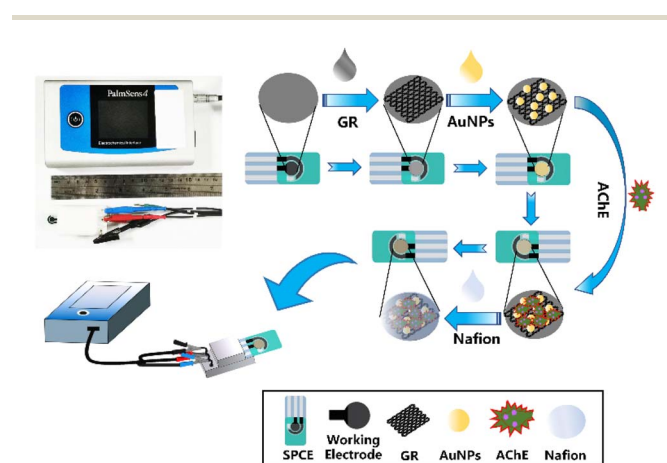 PalmSens4
GR
AuNPs
AChE
Nafion
SPCE
Working
Electrode
GR
AuNPs
AChE
Nafion